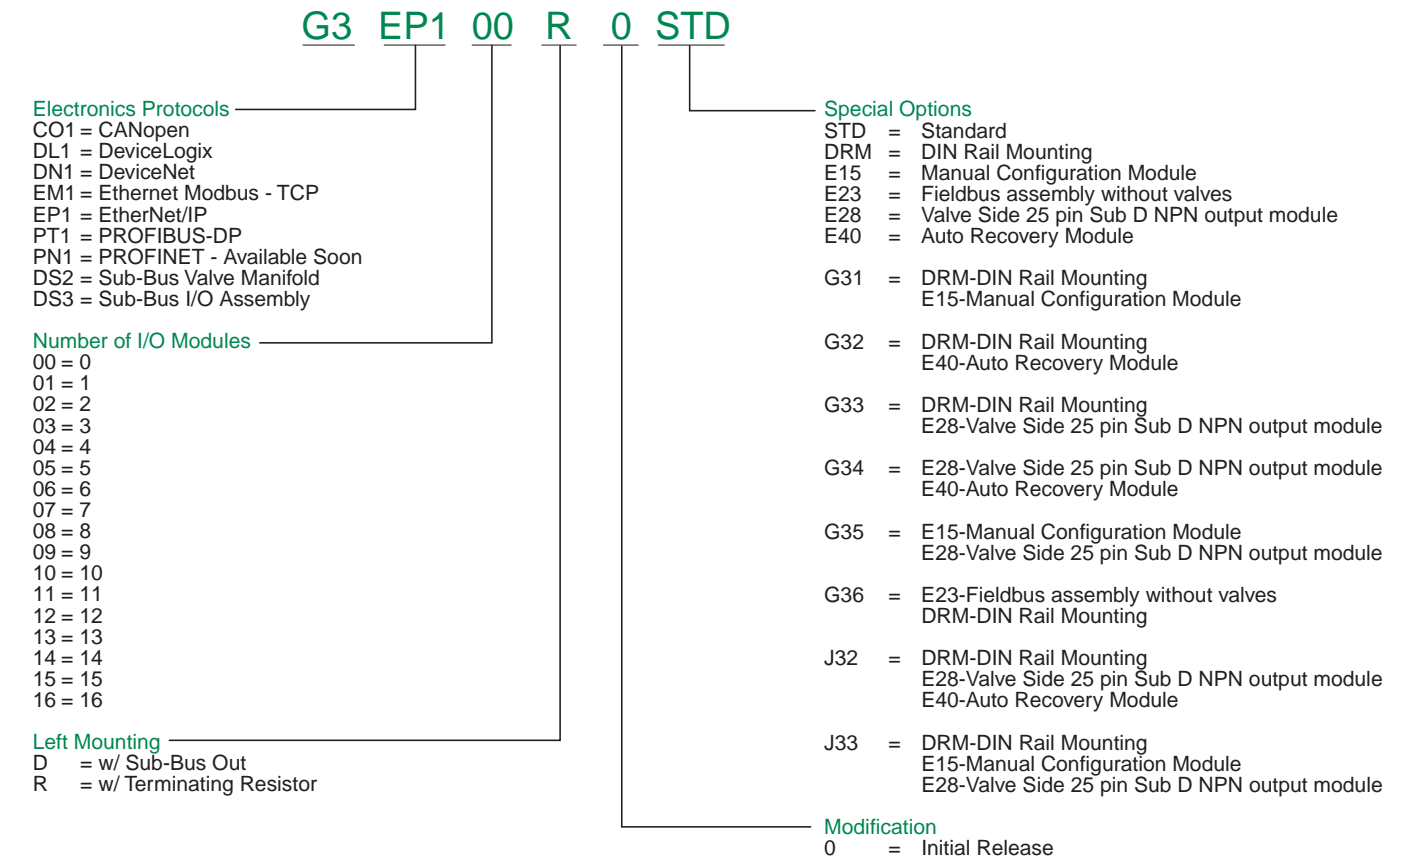 G3 EP1 00 R 0 STD
Electronics Protocols
CO1 = CANopen
DL1 = DeviceLogix
DN1 = DeviceNet
EM1 = Ethernet Modbus - TCP
EP1 = EtherNet/IP
PT1 = PROFIBUS-DP
PN1 = PROFINET - Available Soon
DS2 = Sub-Bus Valve Manifold
DS3 = Sub-Bus I/O Assembly
Number of I/O Modules
00 = 0
01 = 1
02 = 2
03 = 3
04 = 4
05 = 5
06 = 6
07 = 7
08 = 8
09 = 9
10 = 10
11 = 11
12 = 12
13 = 13
14 = 14
15 = 15
16 = 16
Left Mounting
D = w/ Sub-Bus Out
R = w/ Terminating Resistor
Special Options
STD = Standard
DRM = DIN Rail Mounting
E15 = Manual Configuration Module
E23 = Fieldbus assembly without valves
E28 = Valve Side 25 pin Sub D NPN output module
E40 = Auto Recovery Module
G31 = DRM-DIN Rail Mounting
E15-Manual Configuration Module
G32 = DRM-DIN Rail Mounting
E40-Auto Recovery Module
G33 = DRM-DIN Rail Mounting
E28-Valve Side 25 pin Sub D NPN output module
G34 = E28-Valve Side 25 pin Sub D NPN output module
E40-Auto Recovery Module
G35 = E15-Manual Configuration Module
E28-Valve Side 25 pin Sub D NPN output module
G36 = E23-Fieldbus assembly without valves
DRM-DIN Rail Mounting
J32 = DRM-DIN Rail Mounting
E28-Valve Side 25 pin Sub D NPN output module
E40-Auto Recovery Module
J33 = DRM-DIN Rail Mounting
E15-Manual Configuration Module
E28-Valve Side 25 pin Sub D NPN output module
Modification
0 = Initial Release